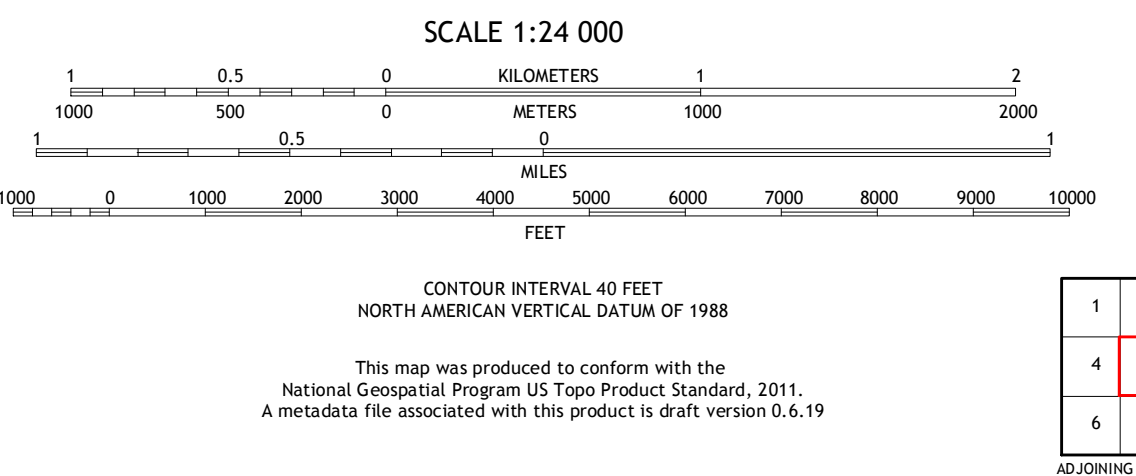 SCALE 1:24 000
1 0.5 0 KILOMETERS 1 2
1000 500 0 METERS 1000 2000
1 0.5 0 1
MILES
1000 0 1000 2000 3000 4000 5000 6000 7000 8000 9000 10000
FEET
CONTOUR INTERVAL 40 FEET
NORTH AMERICAN VERTICAL DATUM OF 1988
This map was produced to conform with the
National Geospatial Program US Topo Product Standard, 2011.
A metadata file associated with this product is draft version 0.6.19
1
4
6
ADJOINING